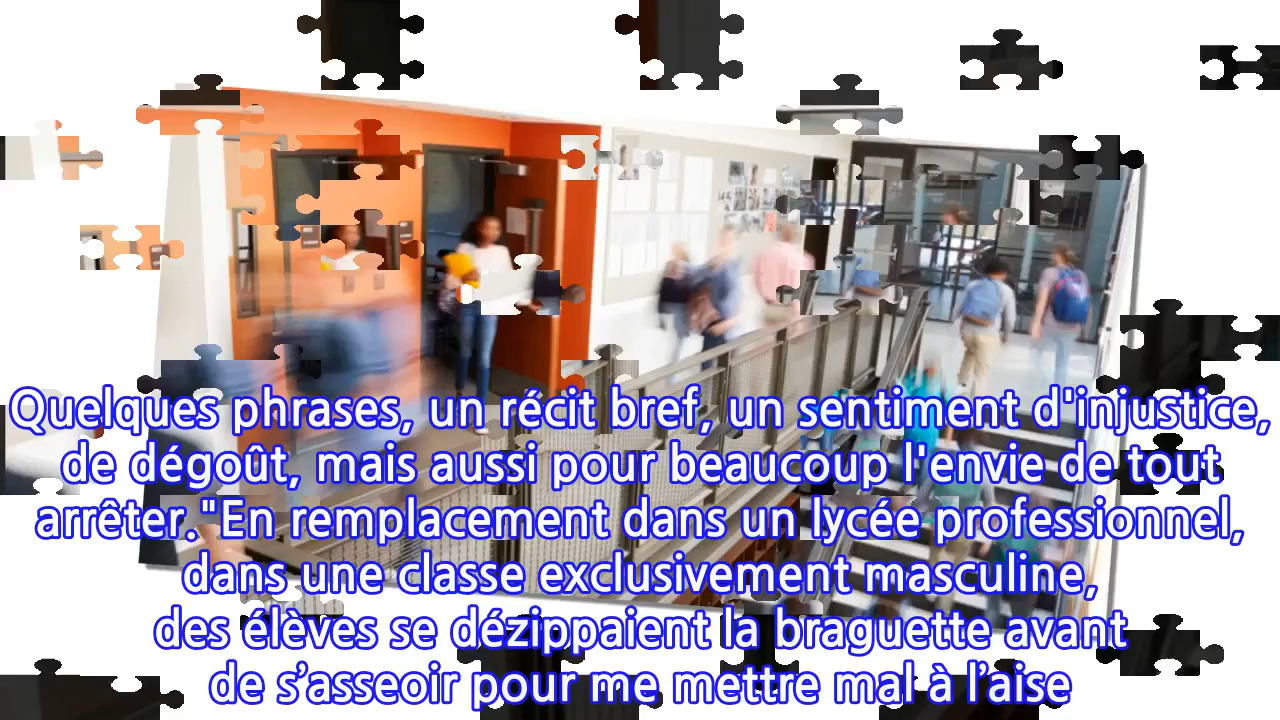 Quelques phrases, un récit bref, un sentiment d'injustice,
de dégoût, mais aussi pour beaucoup l'envie de tout
arrêter."En remplacement dans un lycée professionnel,
dans une classe exclusivement masculine,
des élèves se dézippaient la braguette avant
de s’asseoir pour me mettre mal à l’aise